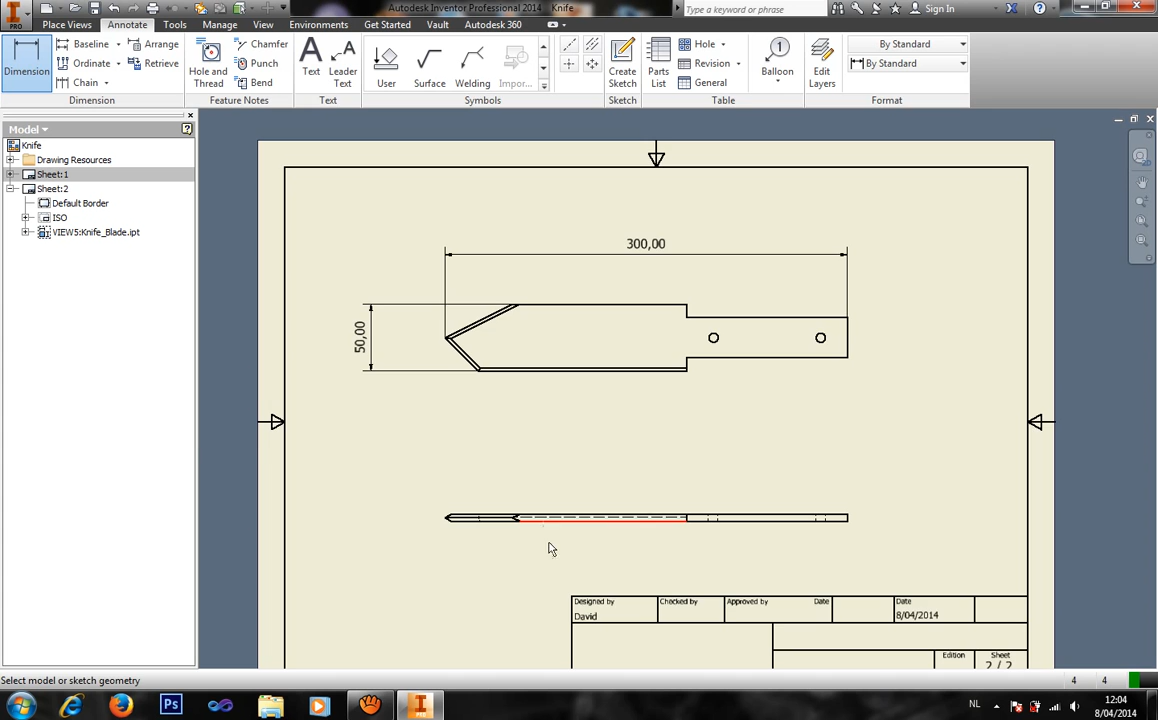 Autodesk Inventor Professional 2014 Knife
Type a keyword or phrase
Sign In
PRO
Place Views
Annotate
Tools
Manage
View
Environments
Get Started
Vault
Autodesk 360
Dimension
Baseline
Ordinate
Chain
Arrange
Retrieve
Dimension
Hole and
Thread
Chamfer
Punch
Bend
Feature Notes
Text
Leader
Text
Text
User
Surface
Welding
Impor...
Symbols
Create
Sketch
Sketch
Parts
List
Hole
Revision
General
Table
Balloon
1
Edit
Layers
By Standard
By Standard
Format
Model
Knife
Drawing Resources
Sheet:1
Sheet:2
Default Border
ISO
VIEW5:Knife_Blade.ipt
300,00
50,00
Designed by
David
Checked by
Approved by
Date
Date
8/04/2014
Edition
Sheet
2 / 2
Select model or sketch geometry
4
4
Ps
PRO
NL
12:04
8/04/2014